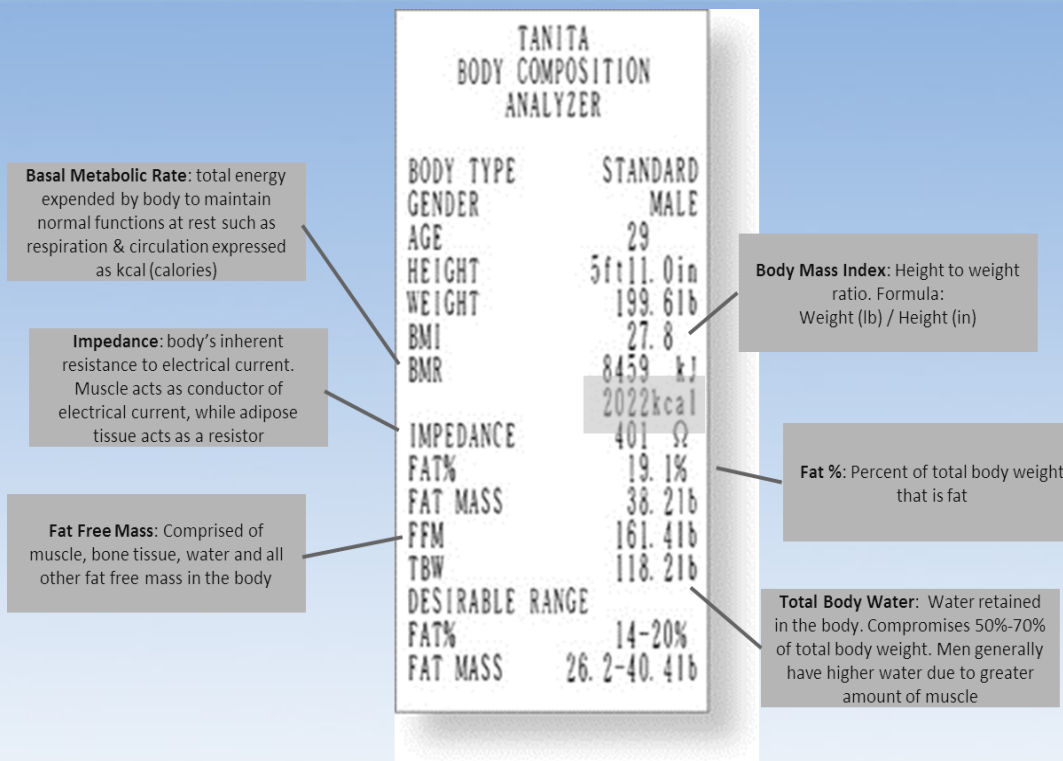 TANITA
BODY COMPOSITION
ANALYZER
BODY TYPE STANDARD
GENDER MALE
AGE 29
HEIGHT 5ft11.0in
WEIGHT 199.6lb
BMI 27.8
BMR 8459 kJ
2022kcal
IMPEDANCE 401 Ω
FAT% 19.1%
FAT MASS 38.2lb
FFM 161.4lb
TBW 118.2lb
DESIRABLE RANGE
FAT% 14-20%
FAT MASS 26.2-40.4lb
Basal Metabolic Rate: total energy
expended by body to maintain
normal functions at rest such as
respiration & circulation expressed
as kcal (calories)
Impedance: body's inherent
resistance to electrical current.
Muscle acts as conductor of
electrical current, while adipose
tissue acts as a resistor
Fat Free Mass: Comprised of
muscle, bone tissue, water and all
other fat free mass in the body
Body Mass Index: Height to weight
ratio. Formula:
Weight (lb) / Height (in)
Fat %: Percent of total body weight
that is fat
Total Body Water: Water retained
in the body. Compromises 50%-70%
of total body weight. Men generally
have higher water due to greater
amount of muscle